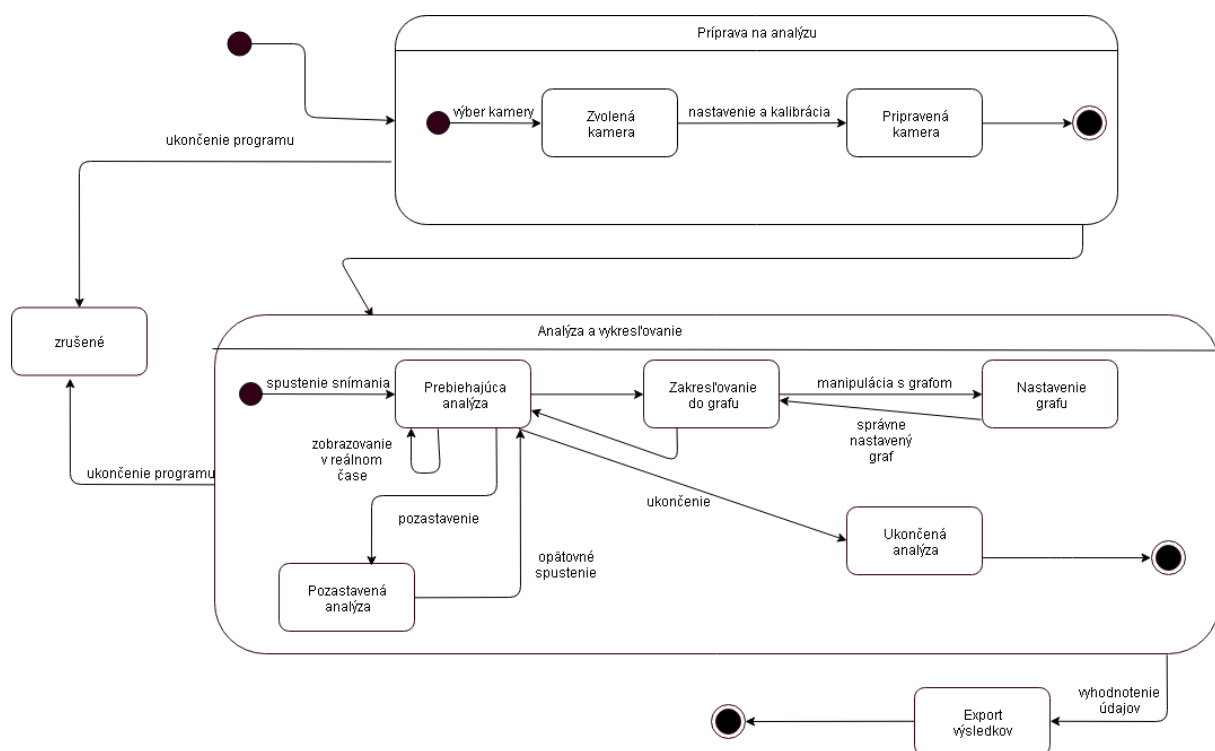 Príprava na analýzu
výber kamery
Zvolená
kamera
nastavenie a kalibrácia
Pripravená
kamera
ukončenie programu
zrušené
Analýza a vykresľovanie
spustenie snímania
Prebiehajúca
analýza
Zakresľovanie
do grafu
manipulácia s grafom
Nastavenie
grafu
správne
nastavený
graf
zobrazovanie
v reálnom
čase
ukončenie programu
pozastavenie
ukončenie
opätovné
spustenie
Ukončená
analýza
Pozastavená
analýza
vyhodnotenie
údajov
Export
výsledkov